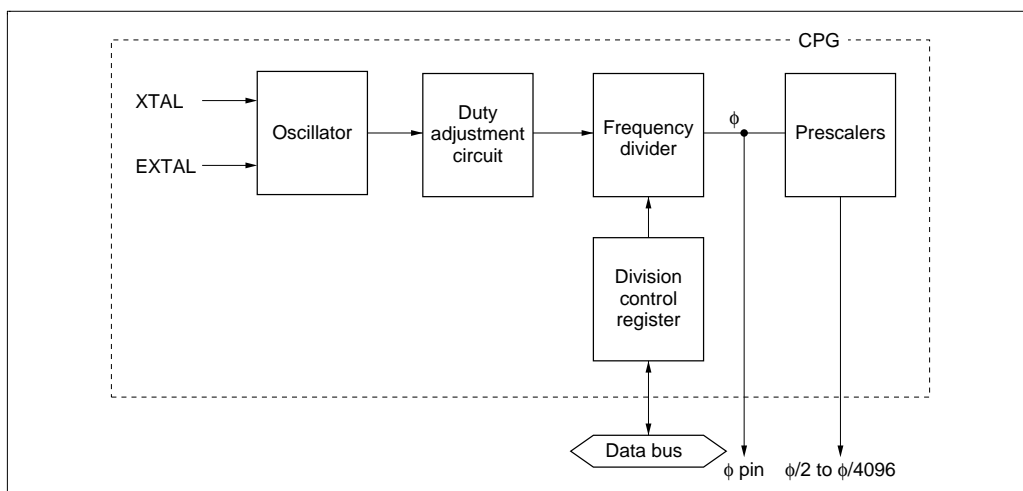 CPG
XTAL
EXTAL
Oscillator
Duty
adjustment
circuit
Frequency
divider
ϕ
Prescalers
Division
control
register
Data bus
ϕ pin
ϕ/2 to ϕ/4096